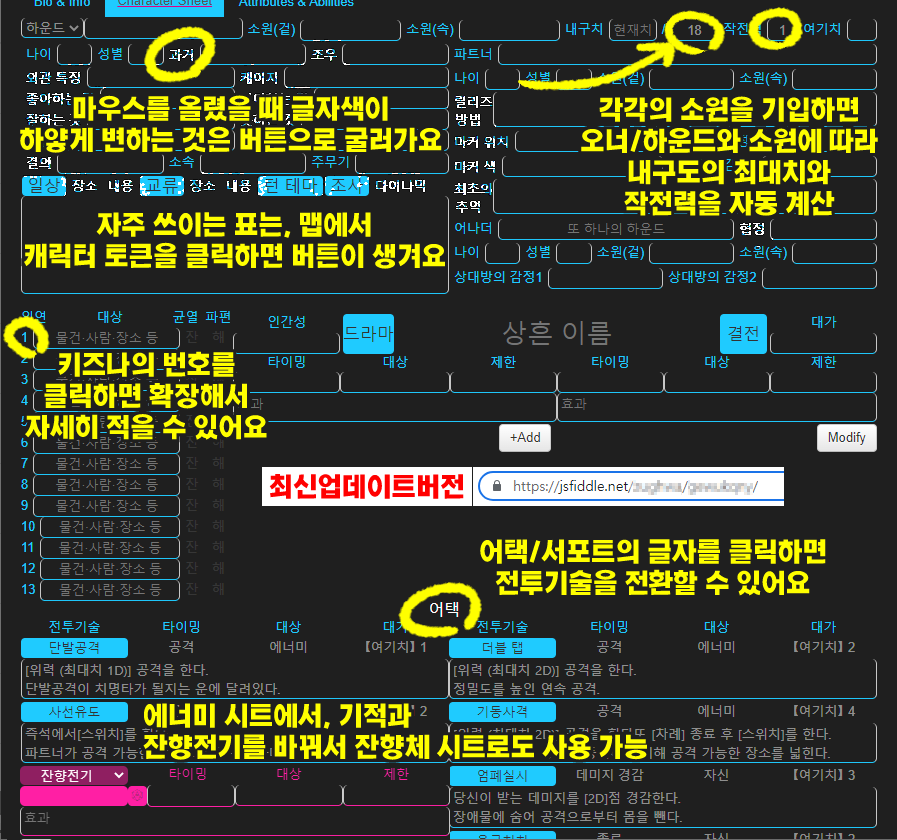 Bio & Info Character Sheet Attributes & Abilities
하운드 소원(겉) 소원(속) 내구치 현재치 / 18 작전력 1 여기치
나이 성별 과거 조우 파트너
외관 특징 케이지 나이 성별 소원(겉) 소원(속)
마우스를 올렸을 때 글자색이
하얗게 변하는 것은 버튼으로 굴러가요
릴리즈
방법
마커 위치
각각의 소원을 기입하면
오너/하운드와 소원에 따라
내구도의 최대치와
작전력을 자동 계산
결의 소속 주무기 마커 색
일상 장소 내용 교류 장소 내용 턴 테마 조사 다이나믹
최초의
추억
자주 쓰이는 표는, 맵에서
캐릭터 토큰을 클릭하면 버튼이 생겨요
어나더 또 하나의 하운드 협정
나이 성별 소원(겉) 소원(속)
상대방의 감정1 상대방의 감정2
인연 대상 균열 파편 인간성 드라마 상흔 이름 결전 대가
1 물건·사람·장소 등 잔 해
타이밍 대상 제한 타이밍 대상 제한
2
3
4
효과
키즈나의 번호를
클릭하면 확장해서
자세히 적을 수 있어요
+Add Modify
6 물건·사람·장소 등 잔 해
7 물건·사람·장소 등 잔 해
8 물건·사람·장소 등 잔 해
9 물건·사람·장소 등 잔 해
10 물건·사람·장소 등 잔 해
11 물건·사람·장소 등 잔 해
12 물건·사람·장소 등 잔 해
13 물건·사람·장소 등 잔 해
최신업데이트버전 https://jsfiddle.net/
어택/서포트의 글자를 클릭하면
전투기술을 전환할 수 있어요
어택
전투기술 타이밍 대상 대가 전투기술 타이밍 대상 대가
단발공격 공격 에너미 【여기치】 1 더블 탭 공격 에너미 【여기치】 2
[위력 (최대치 1D)] 공격을 한다.
단발공격이 치명타가 될지는 운에 달려있다.
[위력 (최대치 2D)] 공격을 한다.
정밀도를 높인 연속 공격.
사선유도 2 기동사격 공격 에너미 【여기치】 4
즉석에서[스위치]를
파트너가 공격
[차례] 종료 후 [스위치]를 한다.
공격 가능한 장소를 넓힌다.
에너미 시트에서, 기적과
잔향전기를 바꿔서 잔향체 시트로도 사용 가능
잔향전기 타이밍 대상 제한 엄폐실시 데미지 경감 자신 【여기치】 3
효과
당신이 받는 데미지를 [2D]점 경감한다.
장애물에 숨어 공격으로부터 몸을 뺀다.